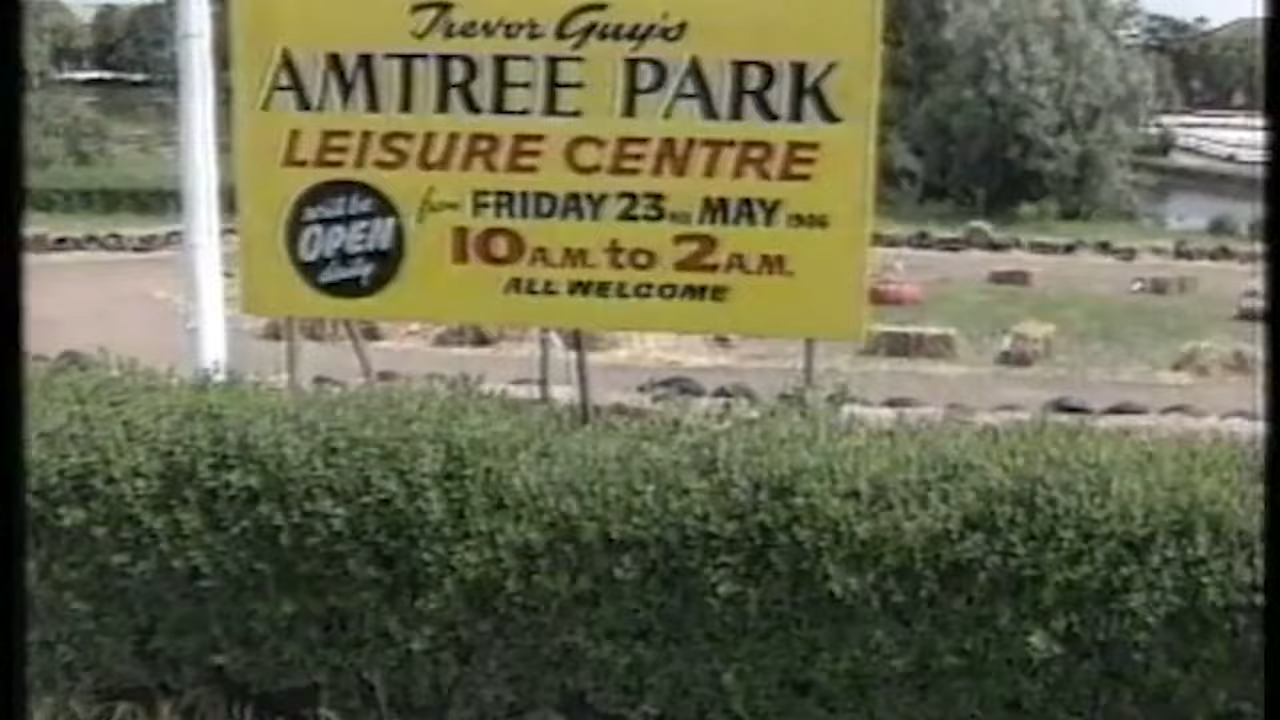 Trevor Guy's
AMTREE PARK
LEISURE CENTRE
will be
OPEN
daily
from FRIDAY 23RD MAY 1986
10 A.M. to 2 A.M.
ALL WELCOME